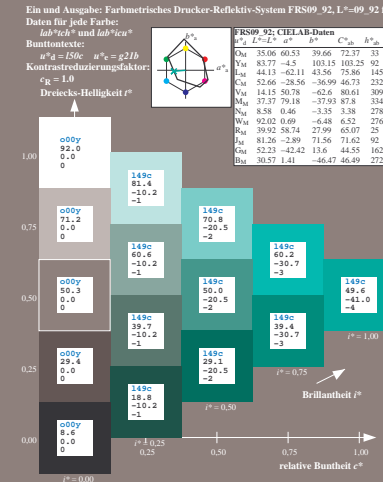 Ein und Ausgabe: Farbmetrisches Drucker-Reflektiv-System FRS09_92, L*=09_92
Daten für jede Farbe:
lab*tch* und lab*icu*
Bunttontexte:
u*d =l50c u*e =g21b
Kontrastreduzierungsfaktor:
cR = 1.0
Dreiecks-Helligkeit t*
b*a
a*a
FRS09_92; CIELAB-Daten
u*d L*=L* a* b* C*ab h*ab
OM 35.06 60.53 39.66 72.37 33
YM 83.77 -4.5 103.15 103.25 92
LM 44.13 -62.11 43.56 75.86 145
CM 52.66 -28.56 -36.99 46.73 232
VM 14.15 50.78 -62.6 80.61 309
MM 37.37 79.18 -37.93 87.8 334
NM 8.58 0.46 -3.35 3.38 278
WM 92.02 0.69 -6.48 6.52 276
RM 39.92 58.74 27.99 65.07 25
JM 81.26 -2.89 71.56 71.62 92
GM 52.23 -42.42 13.6 44.55 162
BM 30.57 1.41 -46.47 46.49 272
1,00
0,75
0,50
0,25
0,00
o00y
92.0
0.0
0
149c
81.4
-10.2
-1
o00y
71.2
0.0
0
149c
70.8
-20.5
-2
149c
60.6
-10.2
-1
149c
60.2
-30.7
-3
o00y
50.3
0.0
0
149c
50.0
-20.5
-2
149c
49.6
-41.0
-4
149c
39.7
-10.2
-1
149c
39.4
-30.7
-3
o00y
29.4
0.0
0
149c
29.1
-20.5
-2
149c
18.8
-10.2
-1
o00y
8.6
0.0
0
i* = 1,00
i* = 0,75
i* = 0,50
i* = 0,25
i* = 0,00
Brillantheit i*
0,25 0,50 0,75 1,00
relative Buntheit c*